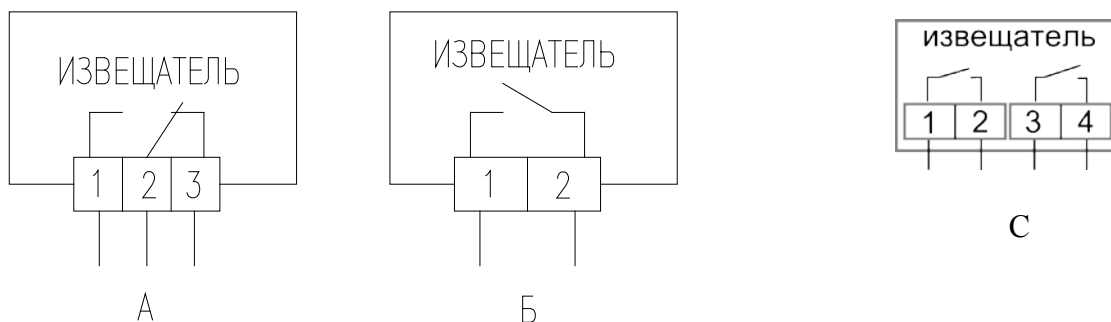 ИЗВЕЩАТЕЛЬ
1 2 3
А
ИЗВЕЩАТЕЛЬ
1 2
Б
извещатель
1 2 3 4
С